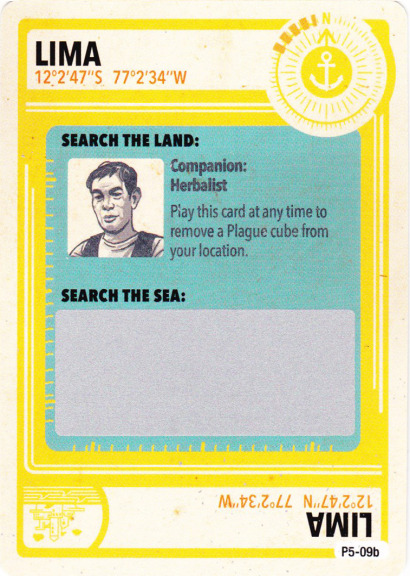 LIMA
12°2'47"S 77°2'34"W
N
SEARCH THE LAND:
Companion:
Herbalist
Play this card at any time to
remove a Plague cube from
your location.
SEARCH THE SEA:
12°2'47"N 77°2'34"W
LIMA
P5-09b